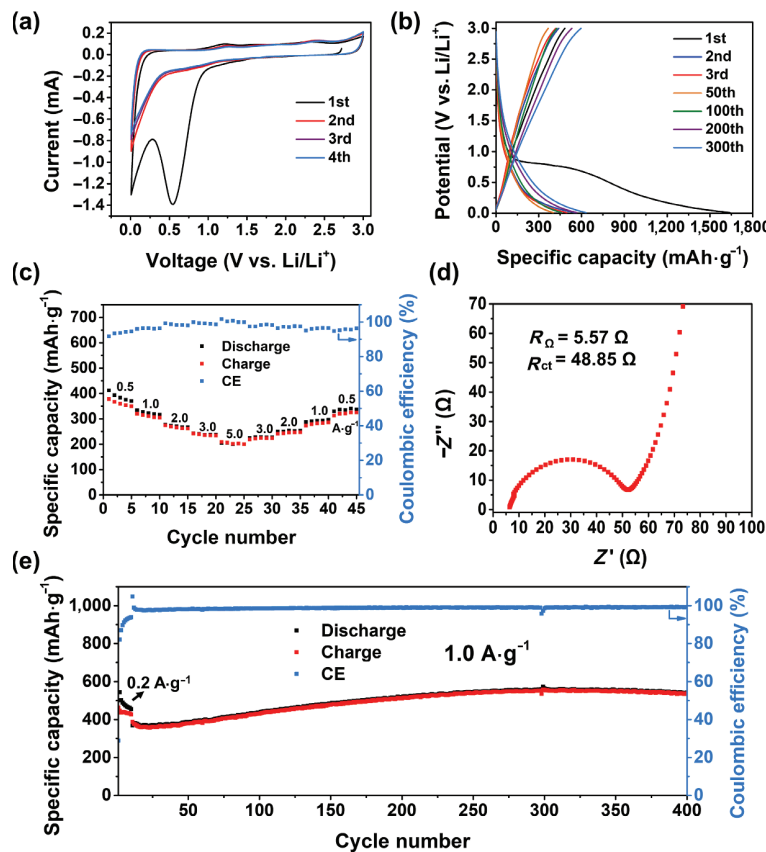 (a)
0.4
0.2
0.0
−0.2
−0.4
−0.6
−0.8
−1.0
−1.2
−1.4
Current (mA)
1st
2nd
3rd
4th
0.0 0.5 1.0 1.5 2.0 2.5 3.0
Voltage (V vs. Li/Li⁺)
(b)
3.0
2.5
2.0
1.5
1.0
0.5
0.0
Potential (V vs. Li/Li⁺)
1st
2nd
3rd
50th
100th
200th
300th
0 300 600 900 1,200 1,500 1,800
Specific capacity (mAh·g⁻¹)
(c)
700
600
500
400
300
200
100
0
Specific capacity (mAh·g⁻¹)
Discharge
Charge
CE
0.5 1.0 2.0 3.0 5.0 3.0 2.0 1.0 0.5
A·g⁻¹
100
80
60
40
20
0
Coulombic efficiency (%)
0 5 10 15 20 25 30 35 40 45
Cycle number
(d)
70
60
50
40
30
20
10
0
−Z″ (Ω)
RΩ = 5.57 Ω
Rct = 48.85 Ω
0 10 20 30 40 50 60 70 80 90 100
Z′ (Ω)
(e)
1,000
800
600
400
200
0
Specific capacity (mAh·g⁻¹)
Discharge
Charge
CE
1.0 A·g⁻¹
0.2 A·g⁻¹
100
80
60
40
20
0
Coulombic efficiency (%)
50 100 150 200 250 300 350 400
Cycle number